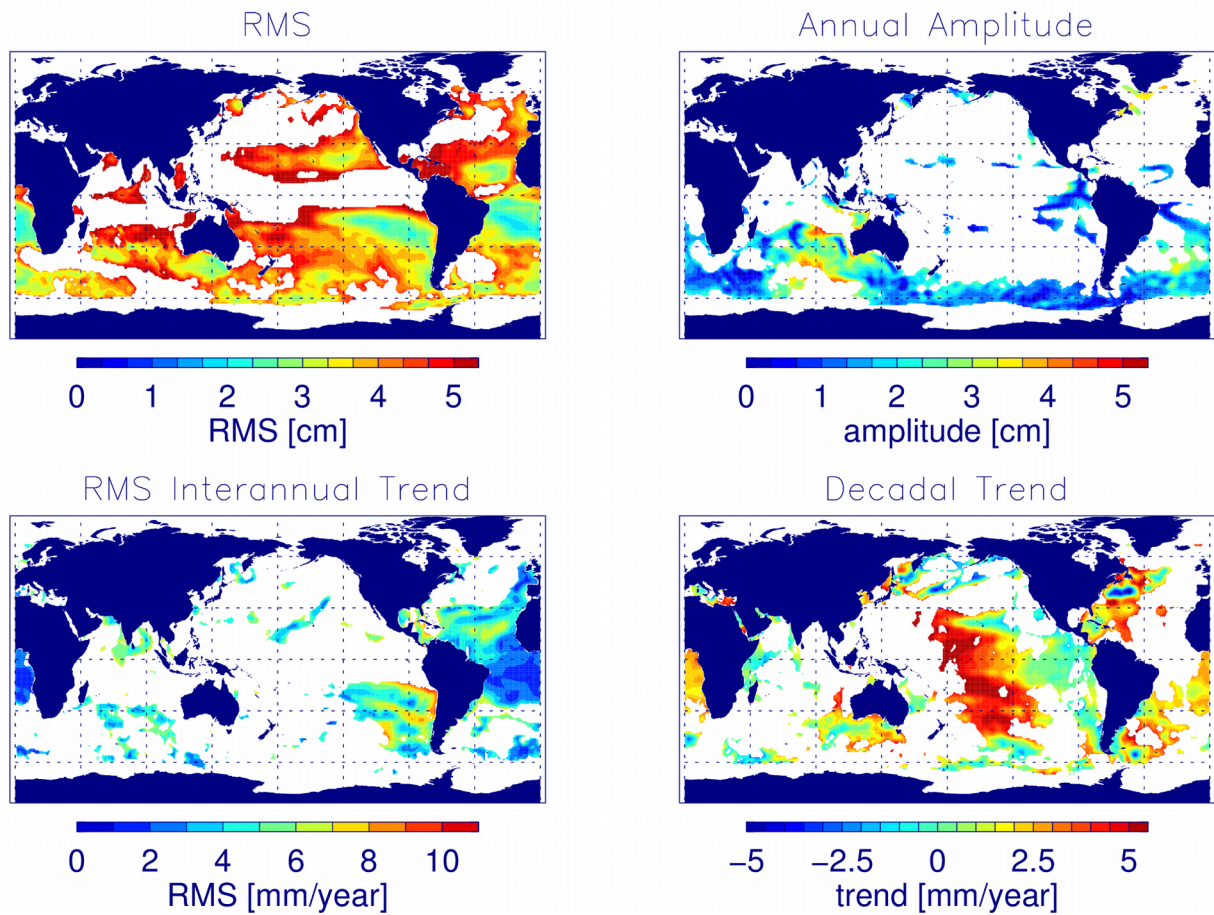 RMS
Annual Amplitude
0 1 2 3 4 5
RMS [cm]
0 1 2 3 4 5
amplitude [cm]
RMS Interannual Trend
Decadal Trend
0 2 4 6 8 10
RMS [mm/year]
−5 −2.5 0 2.5 5
trend [mm/year]